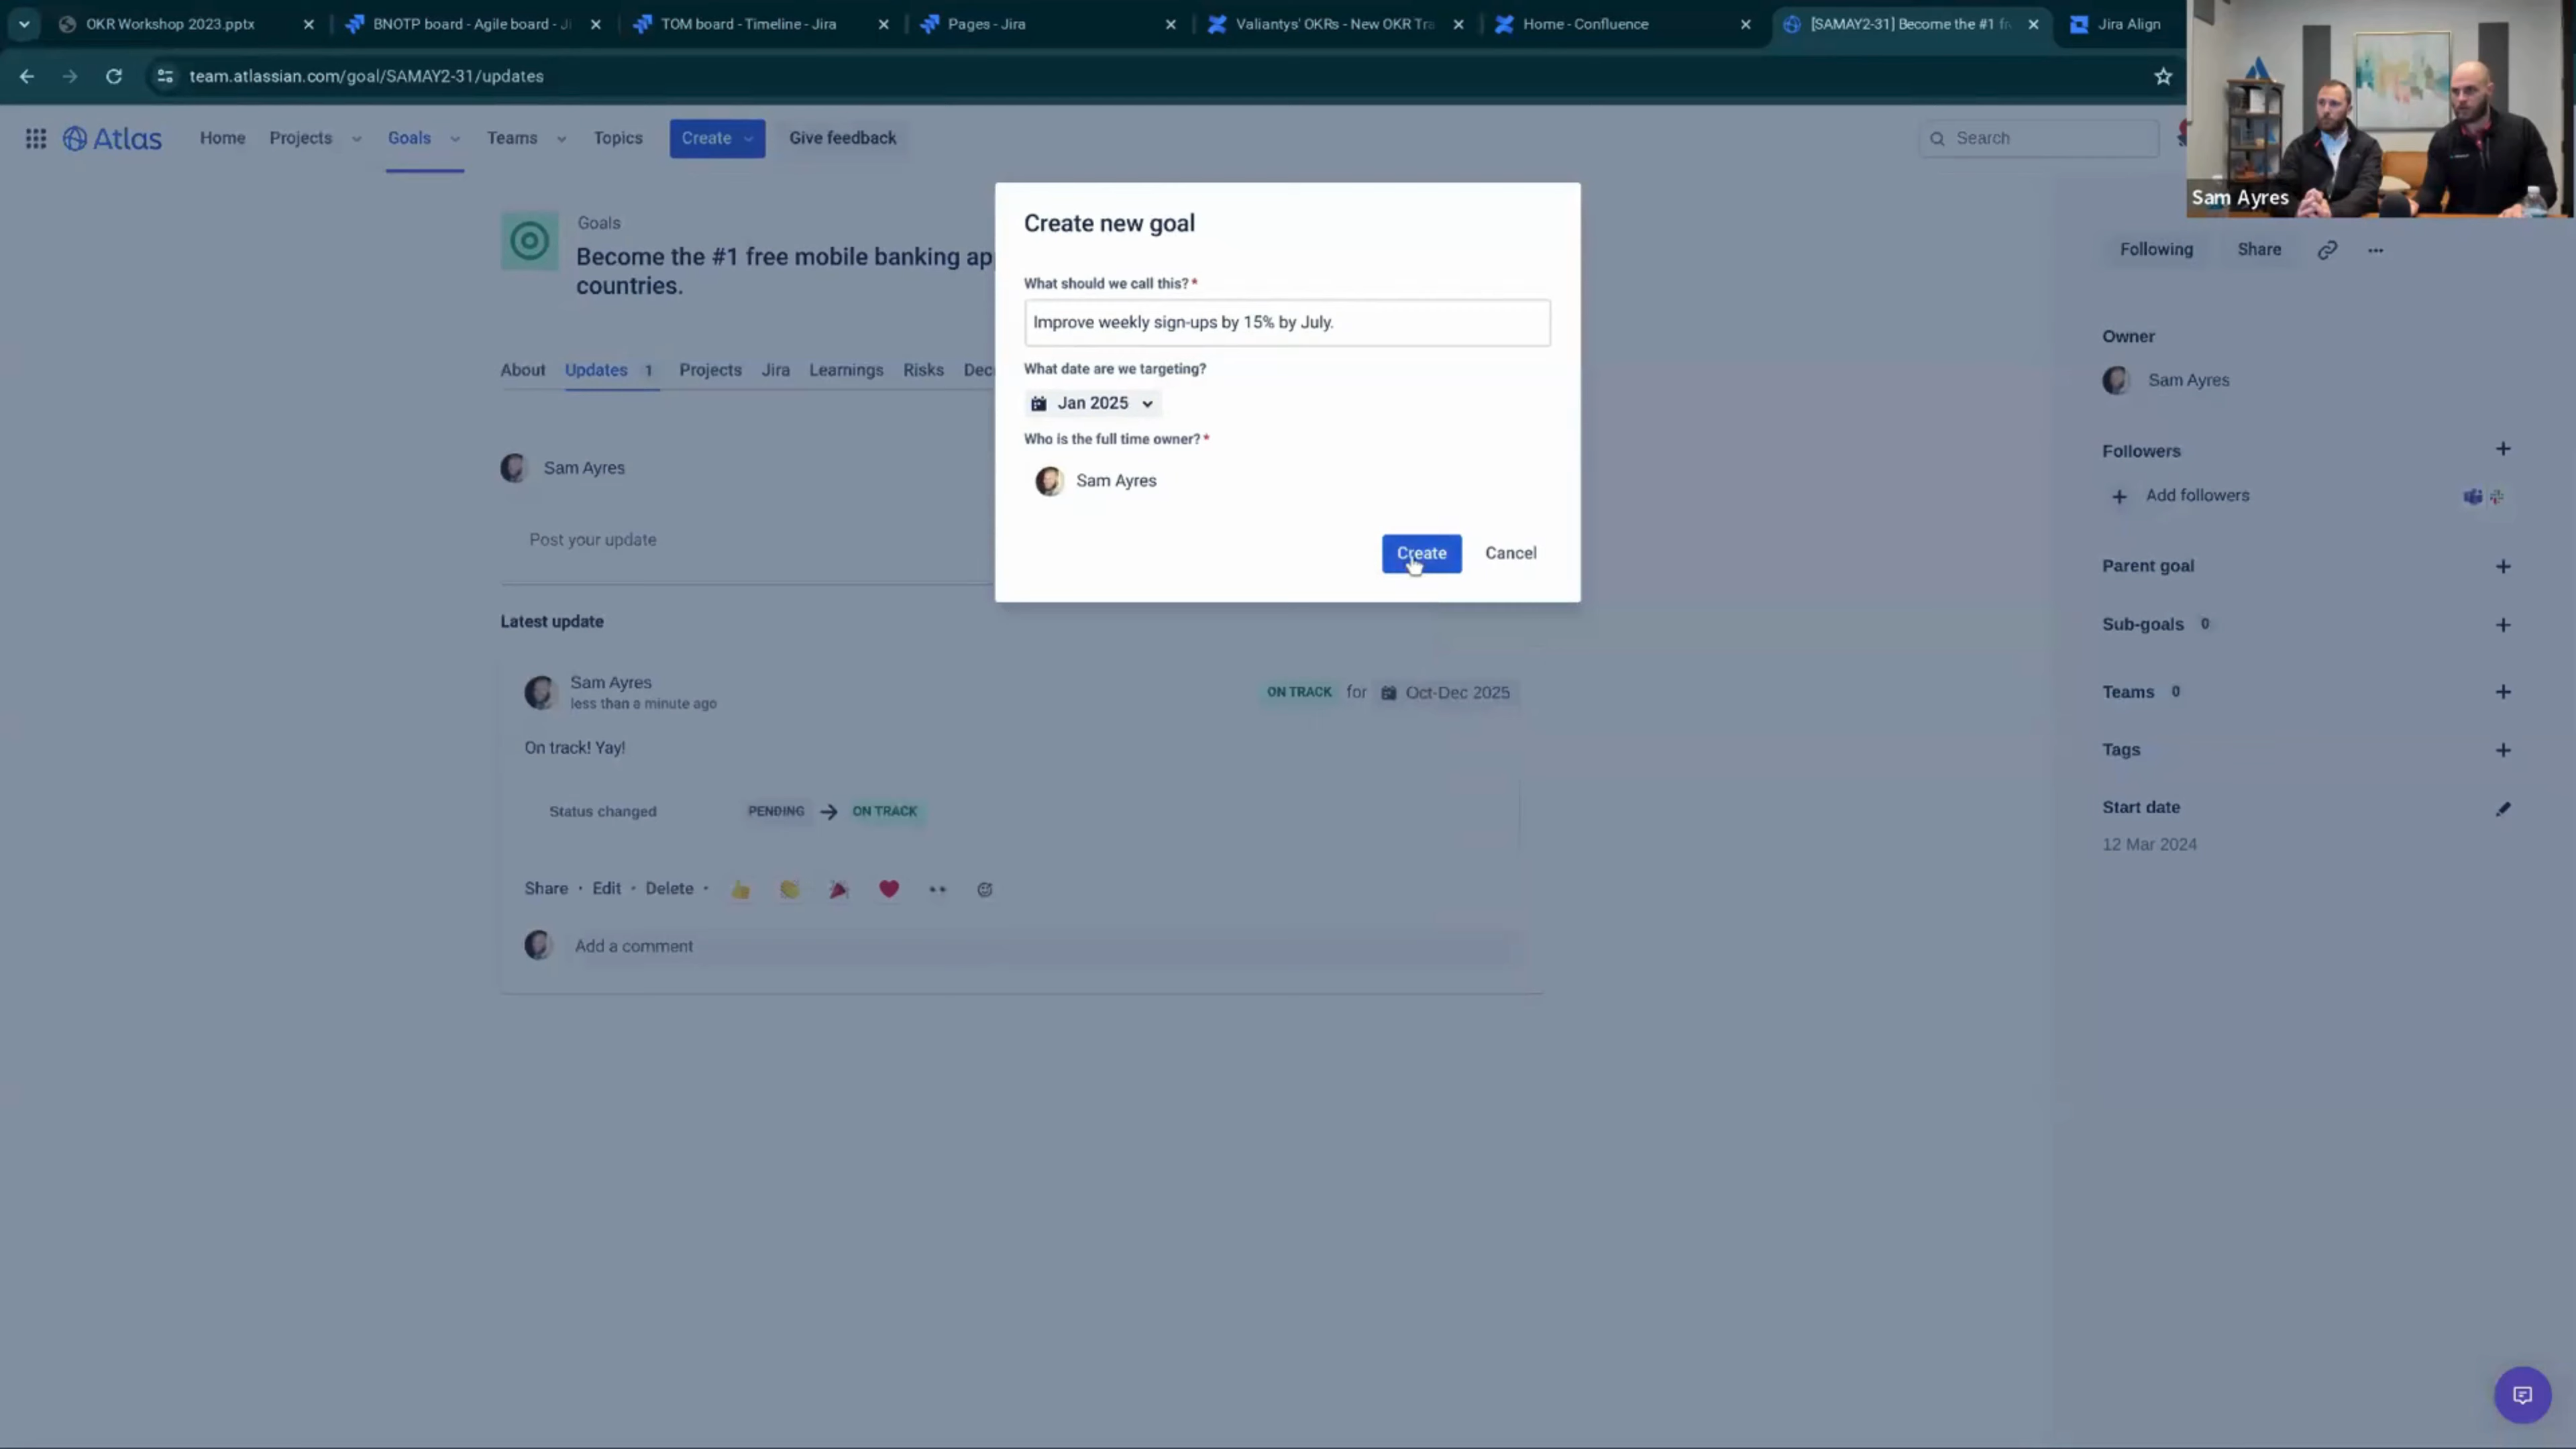 OKR Workshop 2023.pptx
BNOTP board - Agile board - Ji
TOM board - Timeline - Jira
Pages - Jira
Valiantys' OKRs - New OKR Tra
Home - Confluence
[SAMAY2-31] Become the #1 fr
Jira Align
team.atlassian.com/goal/SAMAY2-31/updates
Atlas
Home
Projects
Goals
Teams
Topics
Create
Give feedback
Search
Sam Ayres
Goals
Become the #1 free mobile banking ap
countries.
Following
Share
Create new goal
What should we call this? *
Improve weekly sign-ups by 15% by July.
What date are we targeting?
Jan 2025
Who is the full time owner? *
Sam Ayres
Create
Cancel
About
Updates 1
Projects
Jira
Learnings
Risks
Dec
Sam Ayres
Post your update
Latest update
Sam Ayres
less than a minute ago
ON TRACK for Oct-Dec 2025
On track! Yay!
Status changed PENDING → ON TRACK
Share · Edit · Delete ·
Add a comment
Owner
Sam Ayres
Followers
Add followers
Parent goal
Sub-goals 0
Teams 0
Tags
Start date
12 Mar 2024